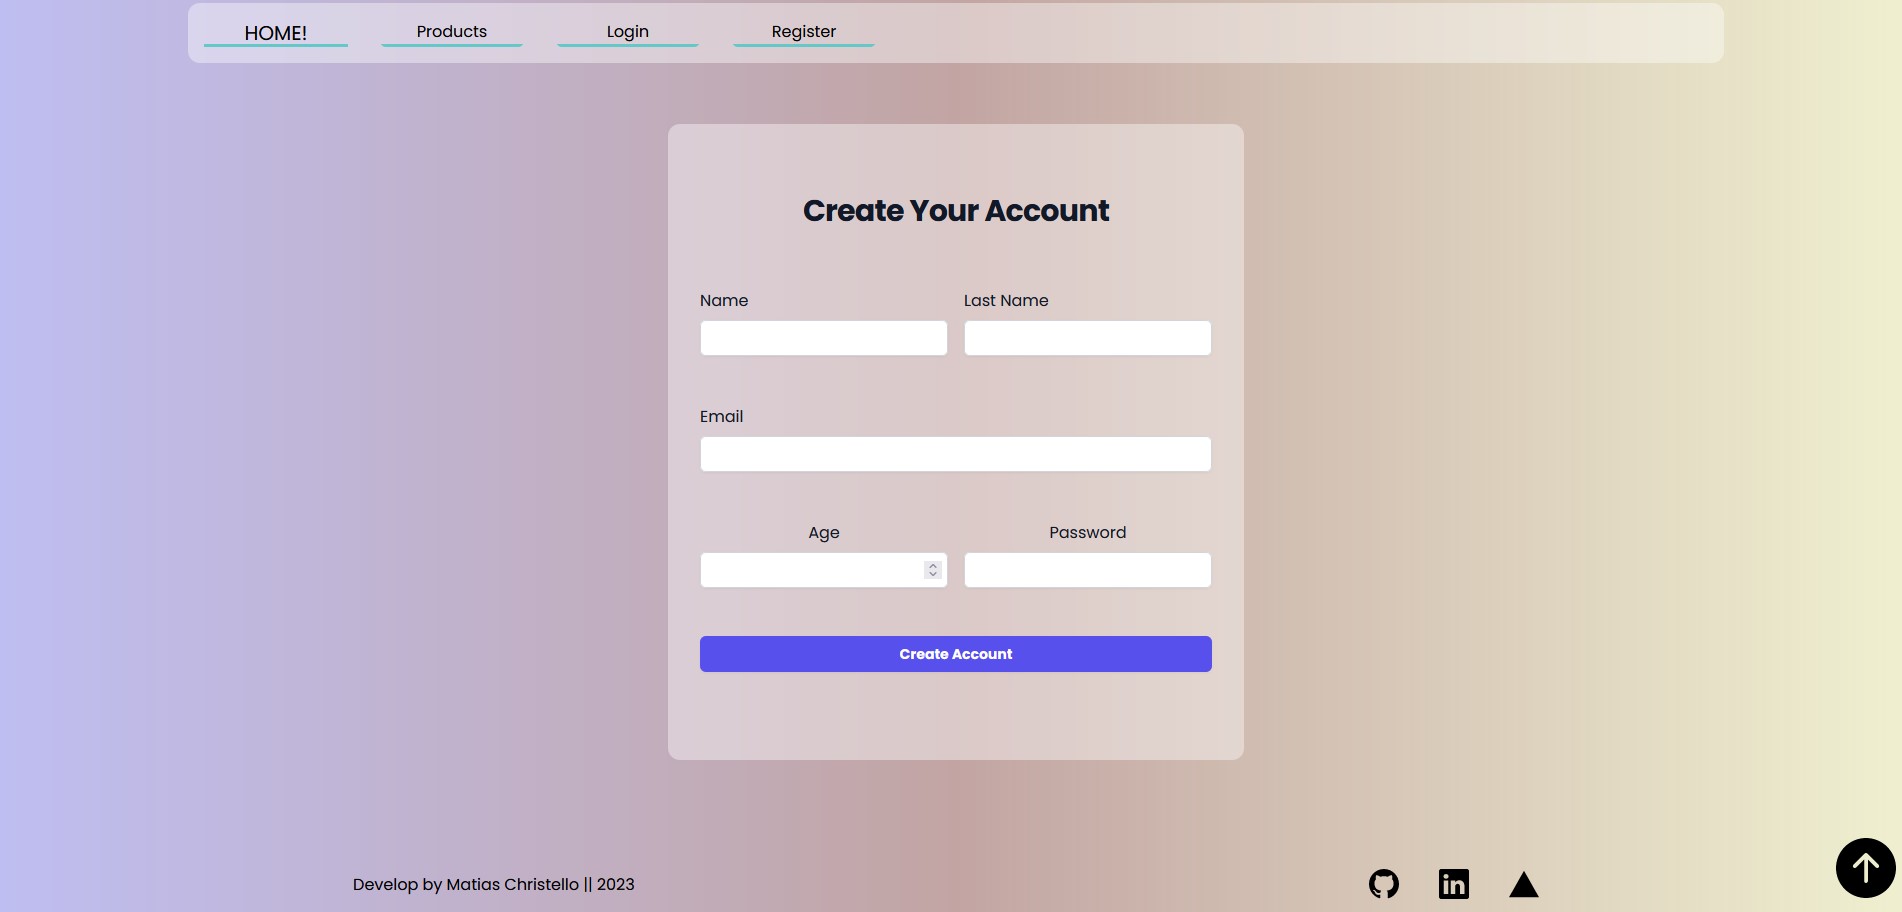 HOME!
Products
Login
Register
Create Your Account
Name
Last Name
Email
Age
Password
Create Account
Develop by Matias Christello || 2023
in